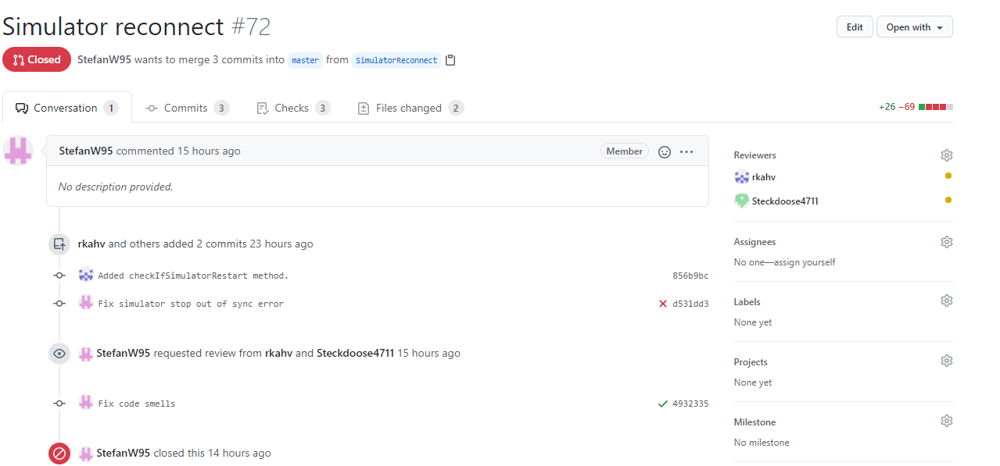 Simulator reconnect #72
Edit
Open with
Closed
StefanW95 wants to merge 3 commits into master from SimulatorReconnect
Conversation 1
Commits 3
Checks 3
Files changed 2
+26 −69
StefanW95 commented 15 hours ago
Member
No description provided.
rkahv and others added 2 commits 23 hours ago
Added checkIfSimulatorRestart method.
856b9bc
Fix simulator stop out of sync error
d531dd3
StefanW95 requested review from rkahv and Steckdoose4711 15 hours ago
Fix code smells
4932335
StefanW95 closed this 14 hours ago
Reviewers
rkahv
Steckdoose4711
Assignees
No one—assign yourself
Labels
None yet
Projects
None yet
Milestone
No milestone